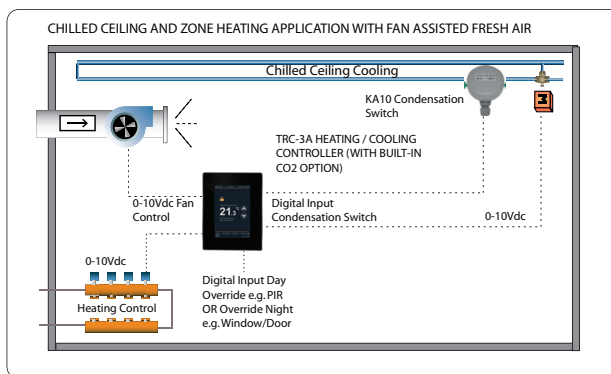 CHILLED CEILING AND ZONE HEATING APPLICATION WITH FAN ASSISTED FRESH AIR
Chilled Ceiling Cooling
KA10 Condensation
Switch
M
TRC-3A HEATING / COOLING
CONTROLLER (WITH BUILT-IN
CO2 OPTION)
0-10Vdc Fan
Control
21.5
Digital Input
Condensation Switch
0-10Vdc
0-10Vdc
Heating Control
Digital Input Day
Override e.g. PIR
OR Override Night
e.g. Window/Door